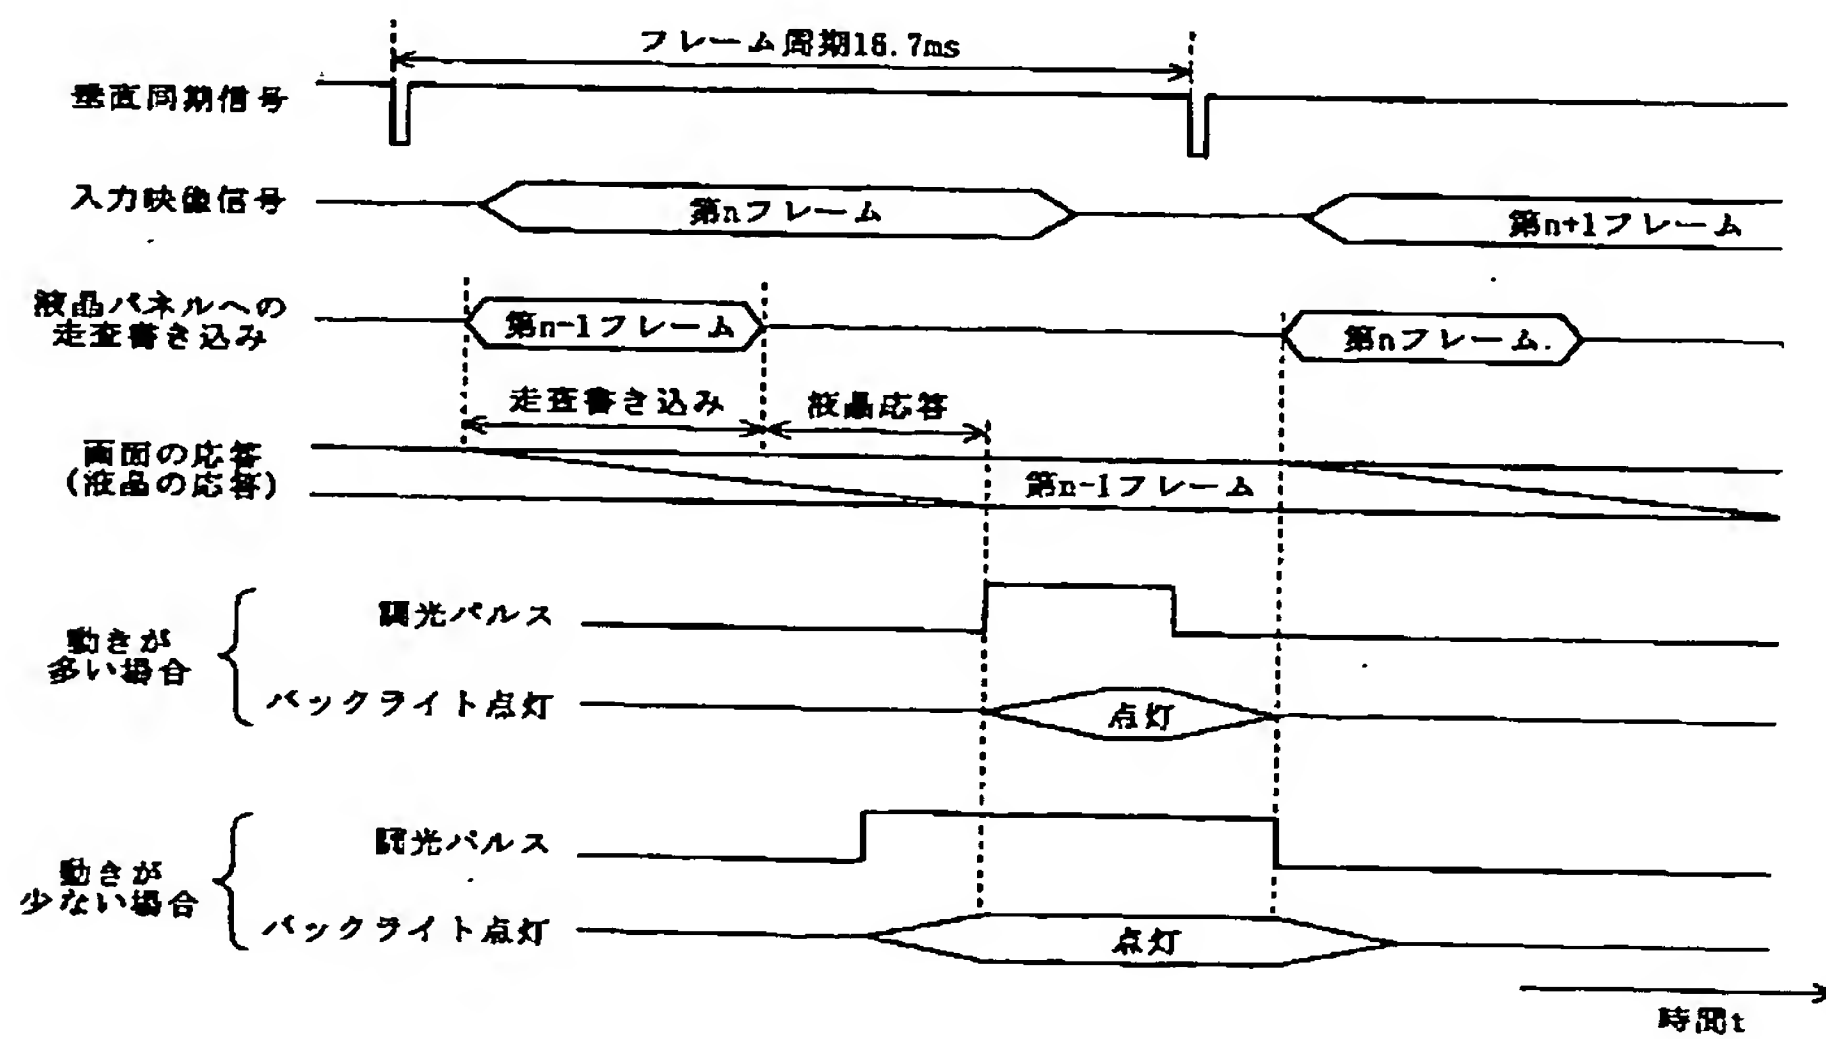 フレーム周期16.7ms
垂直同期信号
入力映像信号
第nフレーム
第n+1フレーム
液晶パネルへの
走査書き込み
第n-1フレーム
第nフレーム.
走査書き込み
液晶応答
画面の応答
(液晶の応答)
第n-1フレーム
動きが
多い場合
調光パルス
バックライト点灯
点灯
動きが
少ない場合
調光パルス
バックライト点灯
点灯
時間t